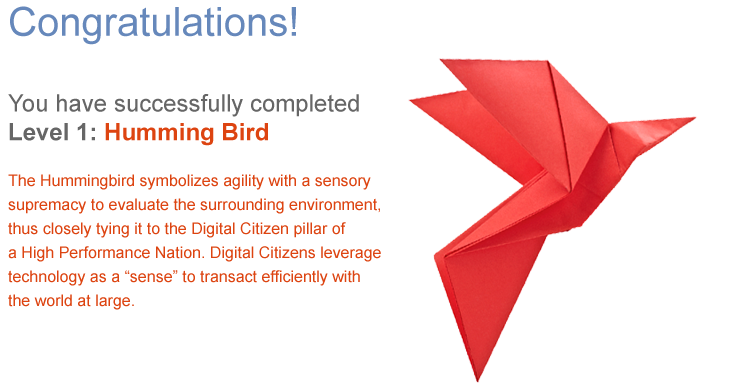 Congratulations!
You have successfully completed
Level 1: Humming Bird
The Hummingbird symbolizes agility with a sensory
supremacy to evaluate the surrounding environment,
thus closely tying it to the Digital Citizen pillar of
a High Performance Nation. Digital Citizens leverage
technology as a “sense” to transact efficiently with
the world at large.